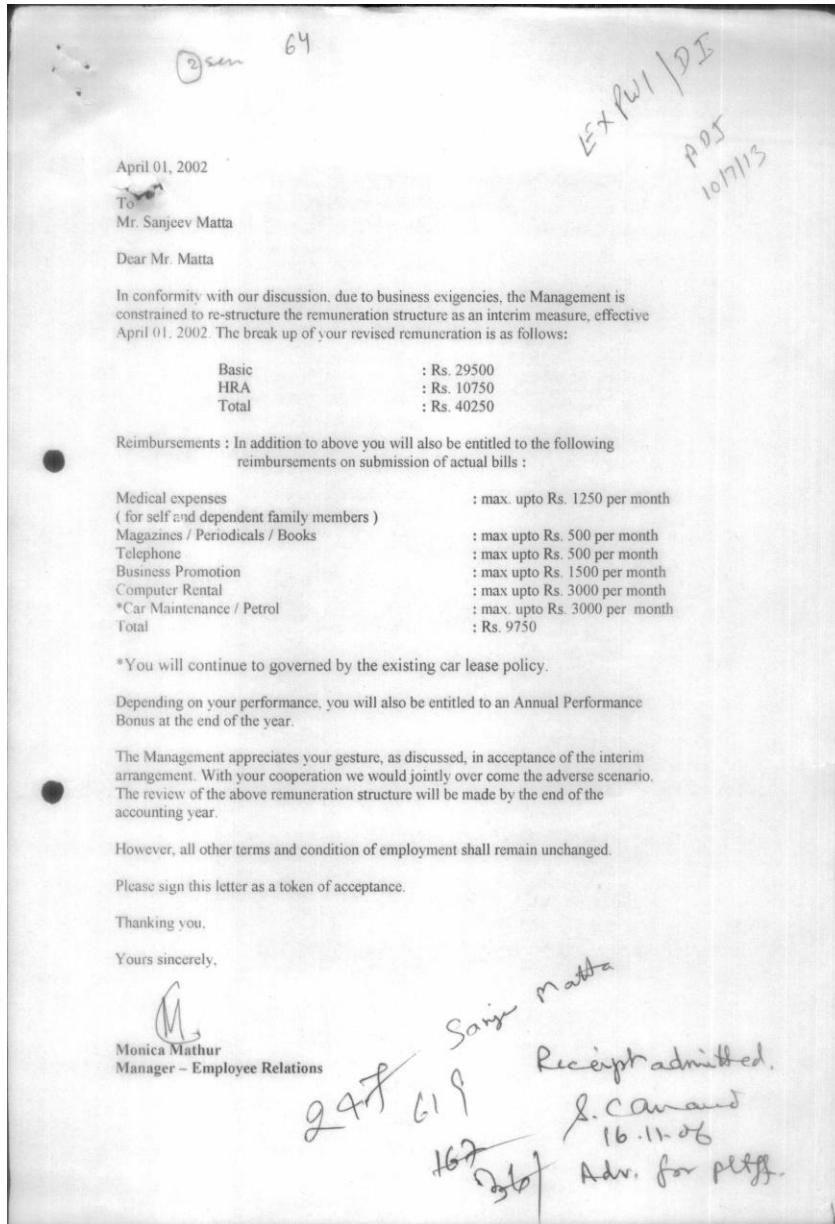 64
2
EX PW1/D1
ADJ
10/7/13
April 01, 2002
To
Mr. Sanjeev Matta
Dear Mr. Matta
In conformity with our discussion, due to business exigencies, the Management is
constrained to re-structure the remuneration structure as an interim measure, effective
April 01, 2002. The break up of your revised remuneration is as follows:
Basic : Rs. 29500
HRA : Rs. 10750
Total : Rs. 40250
Reimbursements : In addition to above you will also be entitled to the following
reimbursements on submission of actual bills :
Medical expenses : max. upto Rs. 1250 per month
( for self and dependent family members )
Magazines / Periodicals / Books : max upto Rs. 500 per month
Telephone : max upto Rs. 500 per month
Business Promotion : max upto Rs. 1500 per month
Computer Rental : max upto Rs. 3000 per month
*Car Maintenance / Petrol : max. upto Rs. 3000 per month
Total : Rs. 9750
*You will continue to governed by the existing car lease policy.
Depending on your performance, you will also be entitled to an Annual Performance
Bonus at the end of the year.
The Management appreciates your gesture, as discussed, in acceptance of the interim
arrangement. With your cooperation we would jointly over come the adverse scenario.
The review of the above remuneration structure will be made by the end of the
accounting year.
However, all other terms and condition of employment shall remain unchanged.
Please sign this letter as a token of acceptance.
Thanking you,
Yours sincerely,
Matta
Monica Mathur
Manager – Employee Relations
Receipt admitted.
247
619
16.11.06
167
Adv. for pltff.